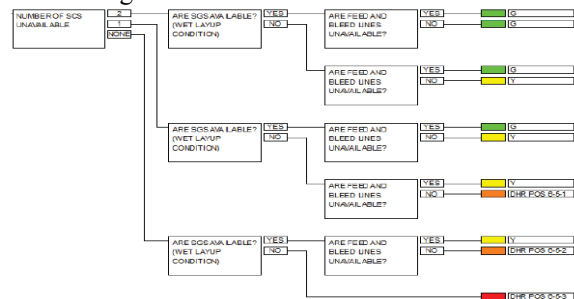 NUMBER OF SCS
UNAVAILABLE
2
1
NONE
ARE SGS AVAILABLE?
(WET LAYUP
CONDITION)
YES
NO
ARE FEED AND
BLEED LINES
UNAVAILABLE?
YES
NO
G
G
ARE FEED AND
BLEED LINES
UNAVAILABLE?
YES
NO
G
Y
ARE SGS AVAILABLE?
(WET LAYUP
CONDITION)
YES
NO
ARE FEED AND
BLEED LINES
UNAVAILABLE?
YES
NO
G
Y
ARE FEED AND
BLEED LINES
UNAVAILABLE?
YES
NO
Y
DHR POS 6-5-1
ARE SGS AVAILABLE?
(WET LAYUP
CONDITION)
YES
NO
ARE FEED AND
BLEED LINES
UNAVAILABLE?
YES
NO
Y
DHR POS 6-5-2
DHR POS 6-5-3